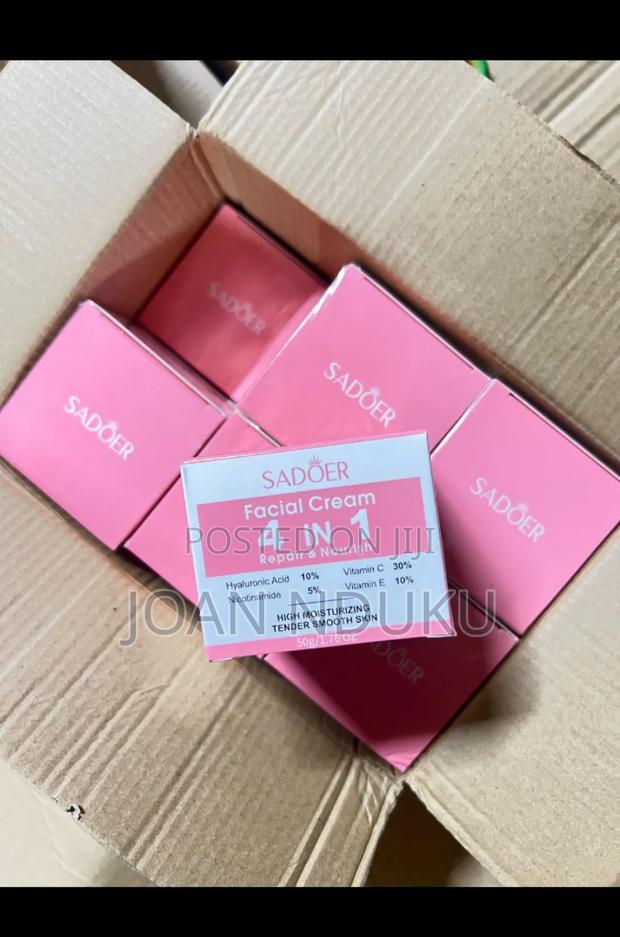 SADOER
SADOER
SADOER
SADOER
SADOER
Facial Cream
4 IN 1
Repair & Nourish
POSTED ON JIJI
Hyaluronic Acid 10% Vitamin C 30%
Nicotinamide 5% Vitamin E 10%
JOAN NDUKU
HIGH MOISTURIZING
TENDER SMOOTH SKIN
50g/1.76 OZ
SADOER